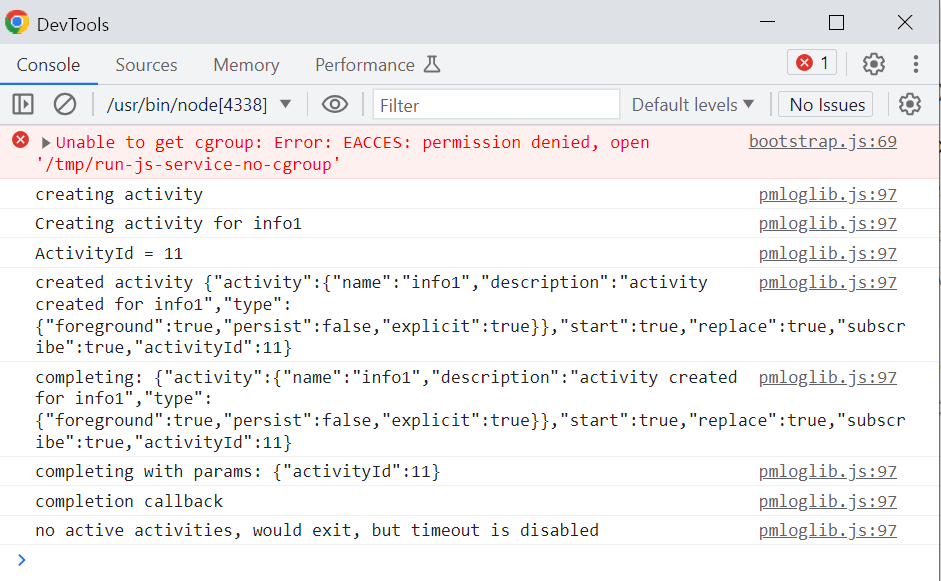 DevTools
Console Sources Memory Performance 1
/usr/bin/node[4338] Filter Default levels No Issues
Unable to get cgroup: Error: EACCES: permission denied, open bootstrap.js:69
'/tmp/run-js-service-no-cgroup'
creating activity pmloglib.js:97
Creating activity for info1 pmloglib.js:97
ActivityId = 11 pmloglib.js:97
created activity {"activity":{"name":"info1","description":"activity pmloglib.js:97
created for info1","type":
{"foreground":true,"persist":false,"explicit":true}},"start":true,"replace":true,"subscr
ibe":true,"activityId":11}
completing: {"activity":{"name":"info1","description":"activity created pmloglib.js:97
for info1","type":
{"foreground":true,"persist":false,"explicit":true}},"start":true,"replace":true,"subscr
ibe":true,"activityId":11}
completing with params: {"activityId":11} pmloglib.js:97
completion callback pmloglib.js:97
no active activities, would exit, but timeout is disabled pmloglib.js:97